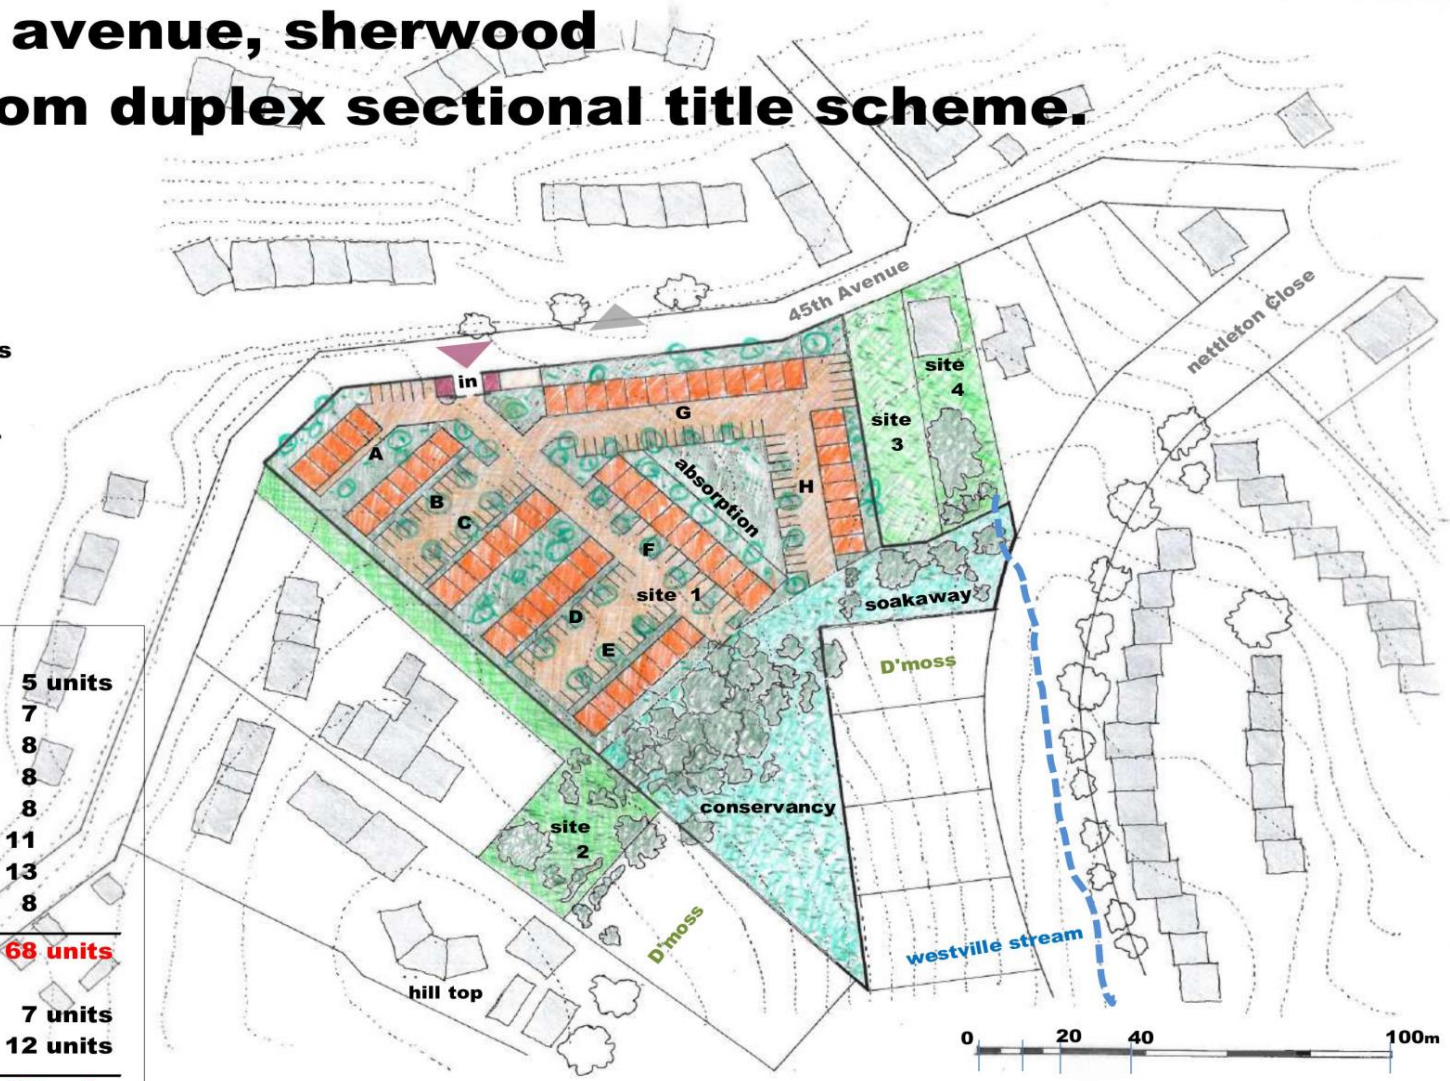 avenue, sherwood
om duplex sectional title scheme.
45th Avenue
nettleton Close
s
in
site
4
site
3
G
A
absorption
H
B
C
F
site 1
soakaway
D
E
D'moss
5 units
7
8
8
8
11
13
8
68 units
7 units
12 units
conservancy
site
2
D'moss
westville stream
hill top
0
20
40
100m